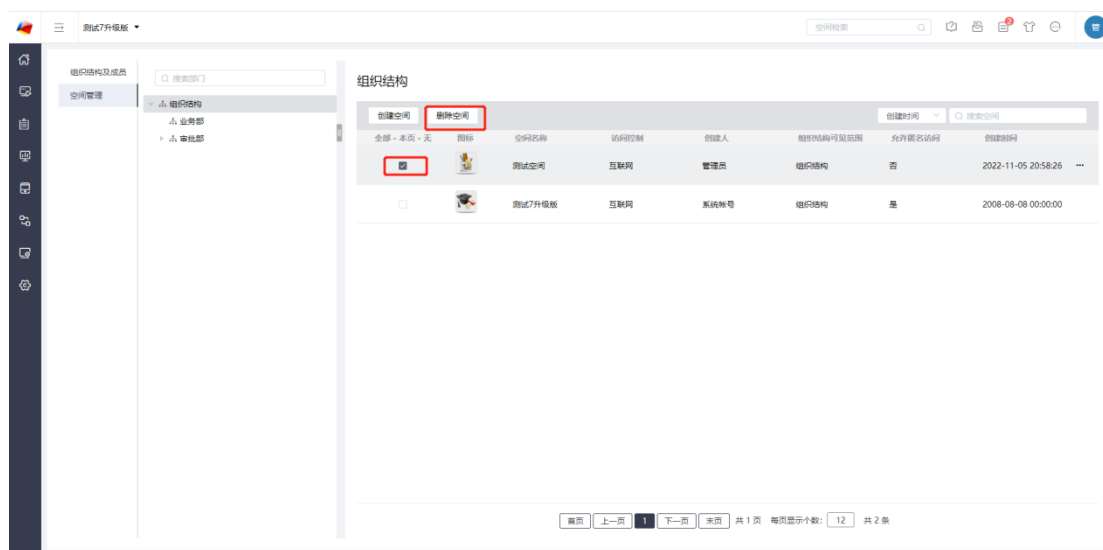 测试7升级版
空间检索
2
管
组织结构及成员
空间管理
搜索部门
组织结构
业务部
审批部
组织结构
创建空间 删除空间 创建时间 搜索空间
全部 - 本页 - 无 图标 空间名称 访问控制 创建人 组织结构可见范围 允许匿名访问 创建时间
测试空间 互联网 管理员 组织结构 否 2022-11-05 20:58:26 ···
测试7升级版 互联网 系统帐号 组织结构 是 2008-08-08 00:00:00
首页 上一页 1 下一页 末页 共 1 页 每页显示个数: 12 共 2 条